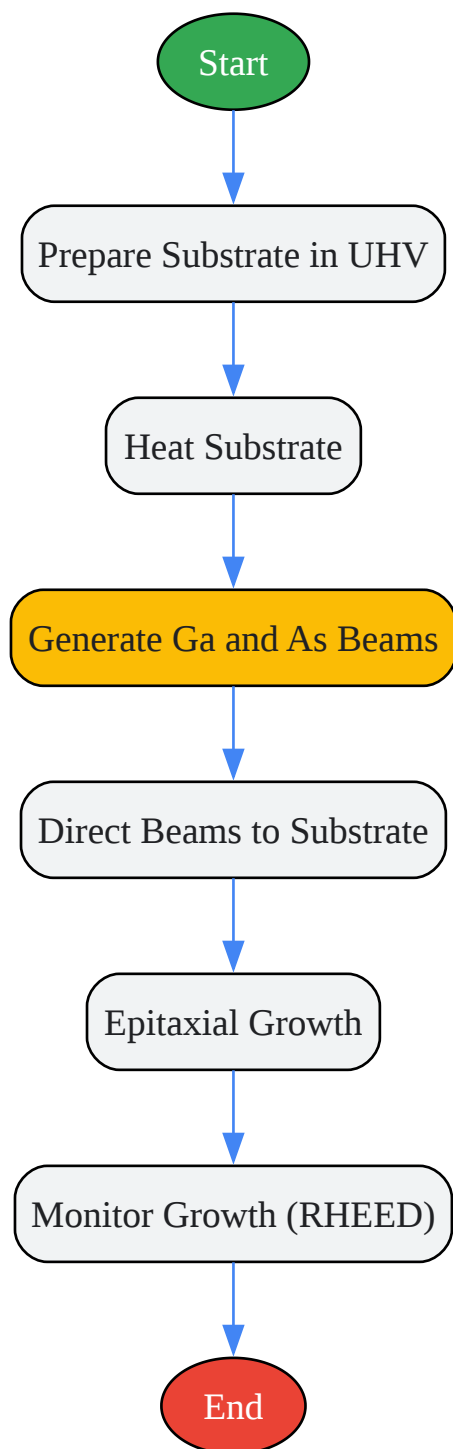 Start
Prepare Substrate in UHV
Heat Substrate
Generate Ga and As Beams
Direct Beams to Substrate
Epitaxial Growth
Monitor Growth (RHEED)
End